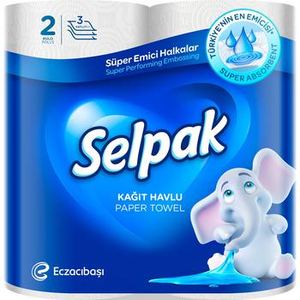 2
RULO
ROLLS
3
Süper Emici Halkalar
Super Performing Embossing
TÜRKİYE'NİN EN EMİCİSİ*
SUPER ABSORBENT
Selpak
KAĞIT HAVLU
PAPER TOWEL
Eczacıbaşı